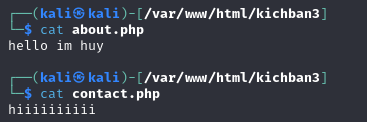 ┌──(kali㉿kali)-[/var/www/html/kichban3]
└─$ cat about.php
hello im huy
┌──(kali㉿kali)-[/var/www/html/kichban3]
└─$ cat contact.php
hiiiiiiiiii